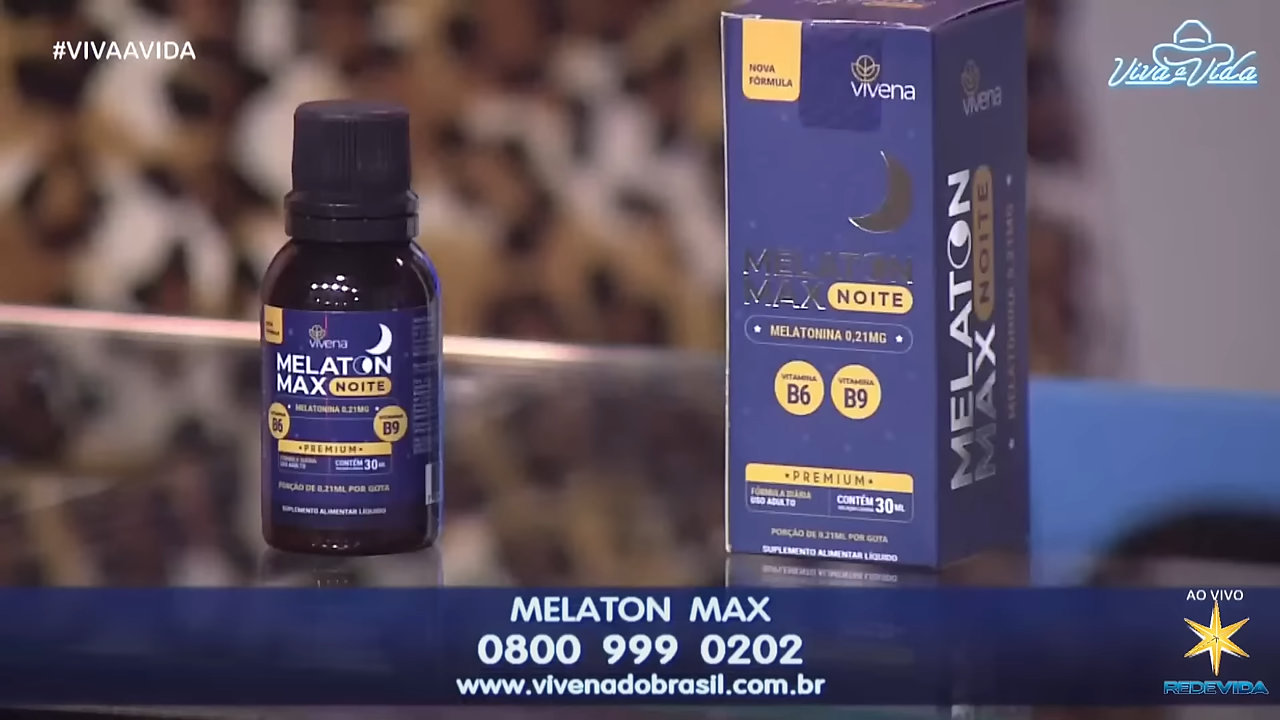 #VIVAAVIDA
Viva a Vida
NOVA
FÓRMULA
vivena
MELATON
MAX NOITE
MELATONINA 0,21MG
VITAMINA
B6
VITAMINA
B9
•PREMIUM•
FÓRMULA DIÁRIA
USO ADULTO
CONTÉM
30 ML
PORÇÃO DE 0.21ML POR GOTA
SUPLEMENTO ALIMENTAR LÍQUIDO
vivena
MELATON
MAX NOITE
MELATONINA 0,21MG
vivena
MELATON
MAX NOITE
MELATONINA 0,21MG
B6
B9
•PREMIUM•
USO ADULTO
CONTÉM 30 ML
PORÇÃO DE 0,21ML POR GOTA
SUPLEMENTO ALIMENTAR LÍQUIDO
MELATON MAX
0800 999 0202
www.vivenadobrasil.com.br
AO VIVO
REDEVIDA